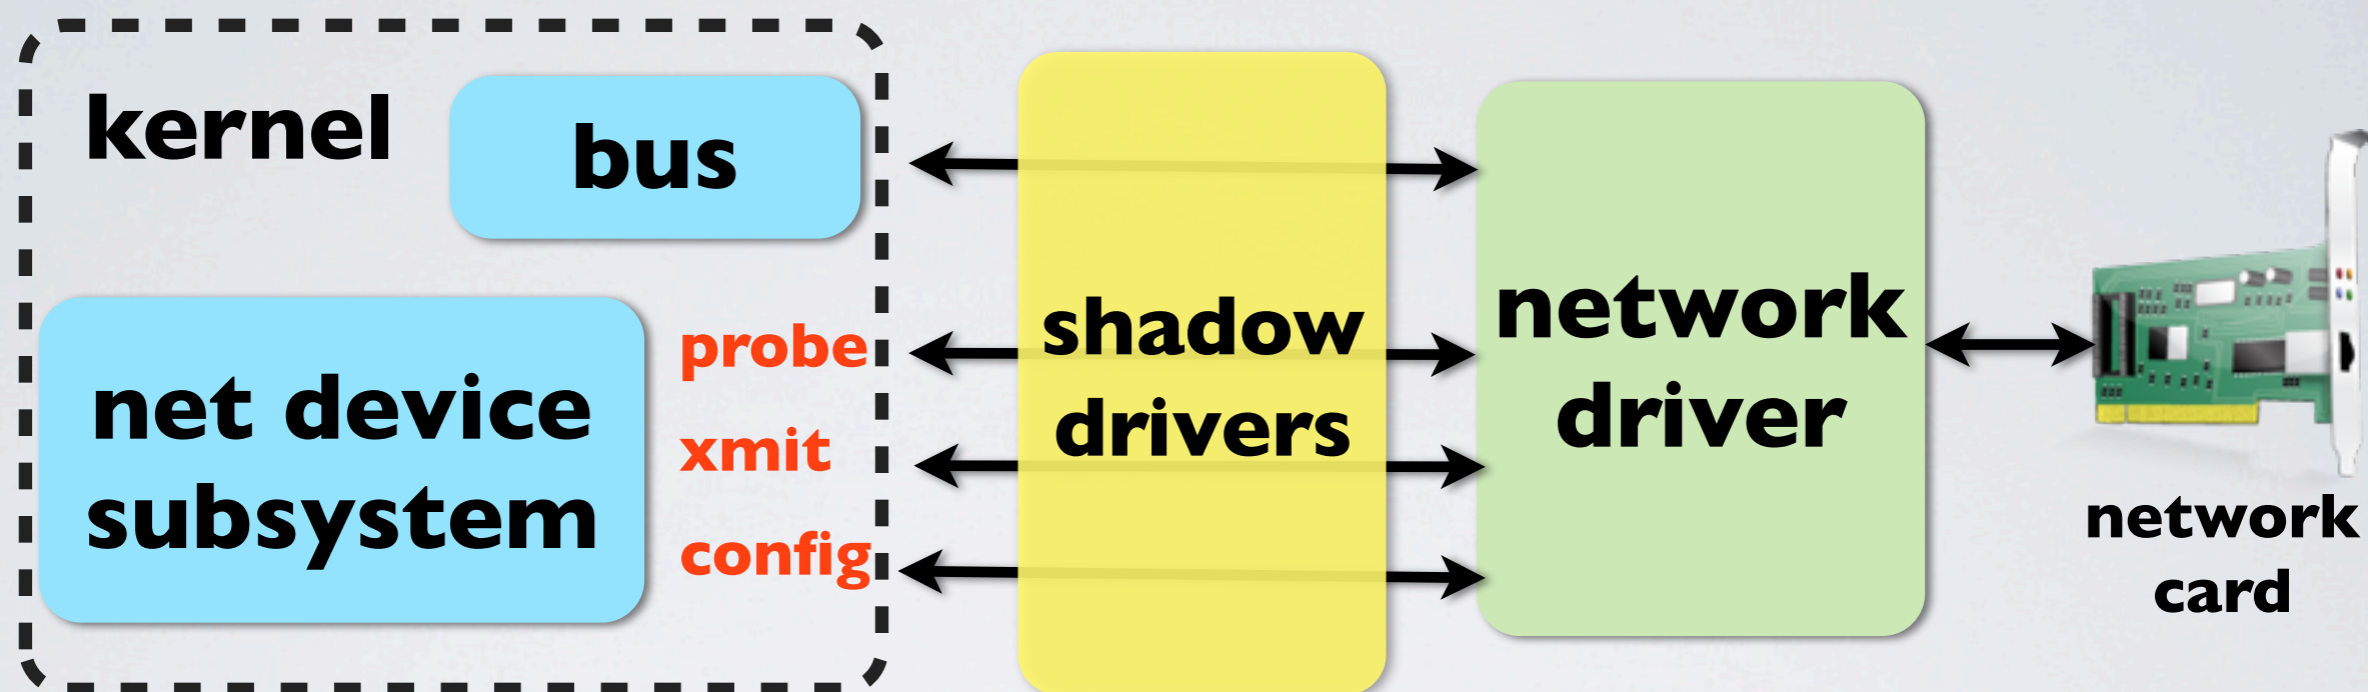 kernel
bus
net device
subsystem
probe
xmit
config
shadow
drivers
network
driver
network
card